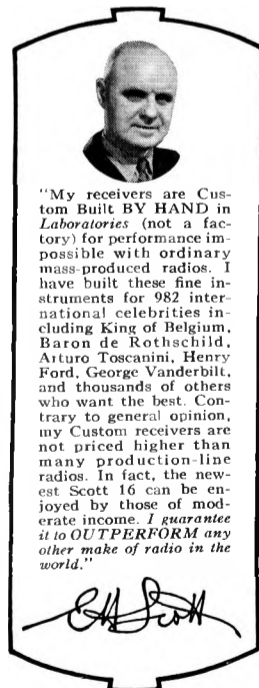 "My receivers are Cus-
tom Built BY HAND in
Laboratories (not a fac-
tory) for performance im-
possible with ordinary
mass-produced radios. I
have built these fine in-
struments for 982 inter-
national celebrities in-
cluding King of Belgium,
Baron de Rothschild,
Arturo Toscanini, Henry
Ford, George Vanderbilt,
and thousands of others
who want the best. Con-
trary to general opinion,
my Custom receivers are
not priced higher than
many production-line
radios. In fact, the new-
est Scott 16 can be en-
joyed by those of mod-
erate income. I guarantee
it to OUTPERFORM any
other make of radio in the
world."
EH Scott